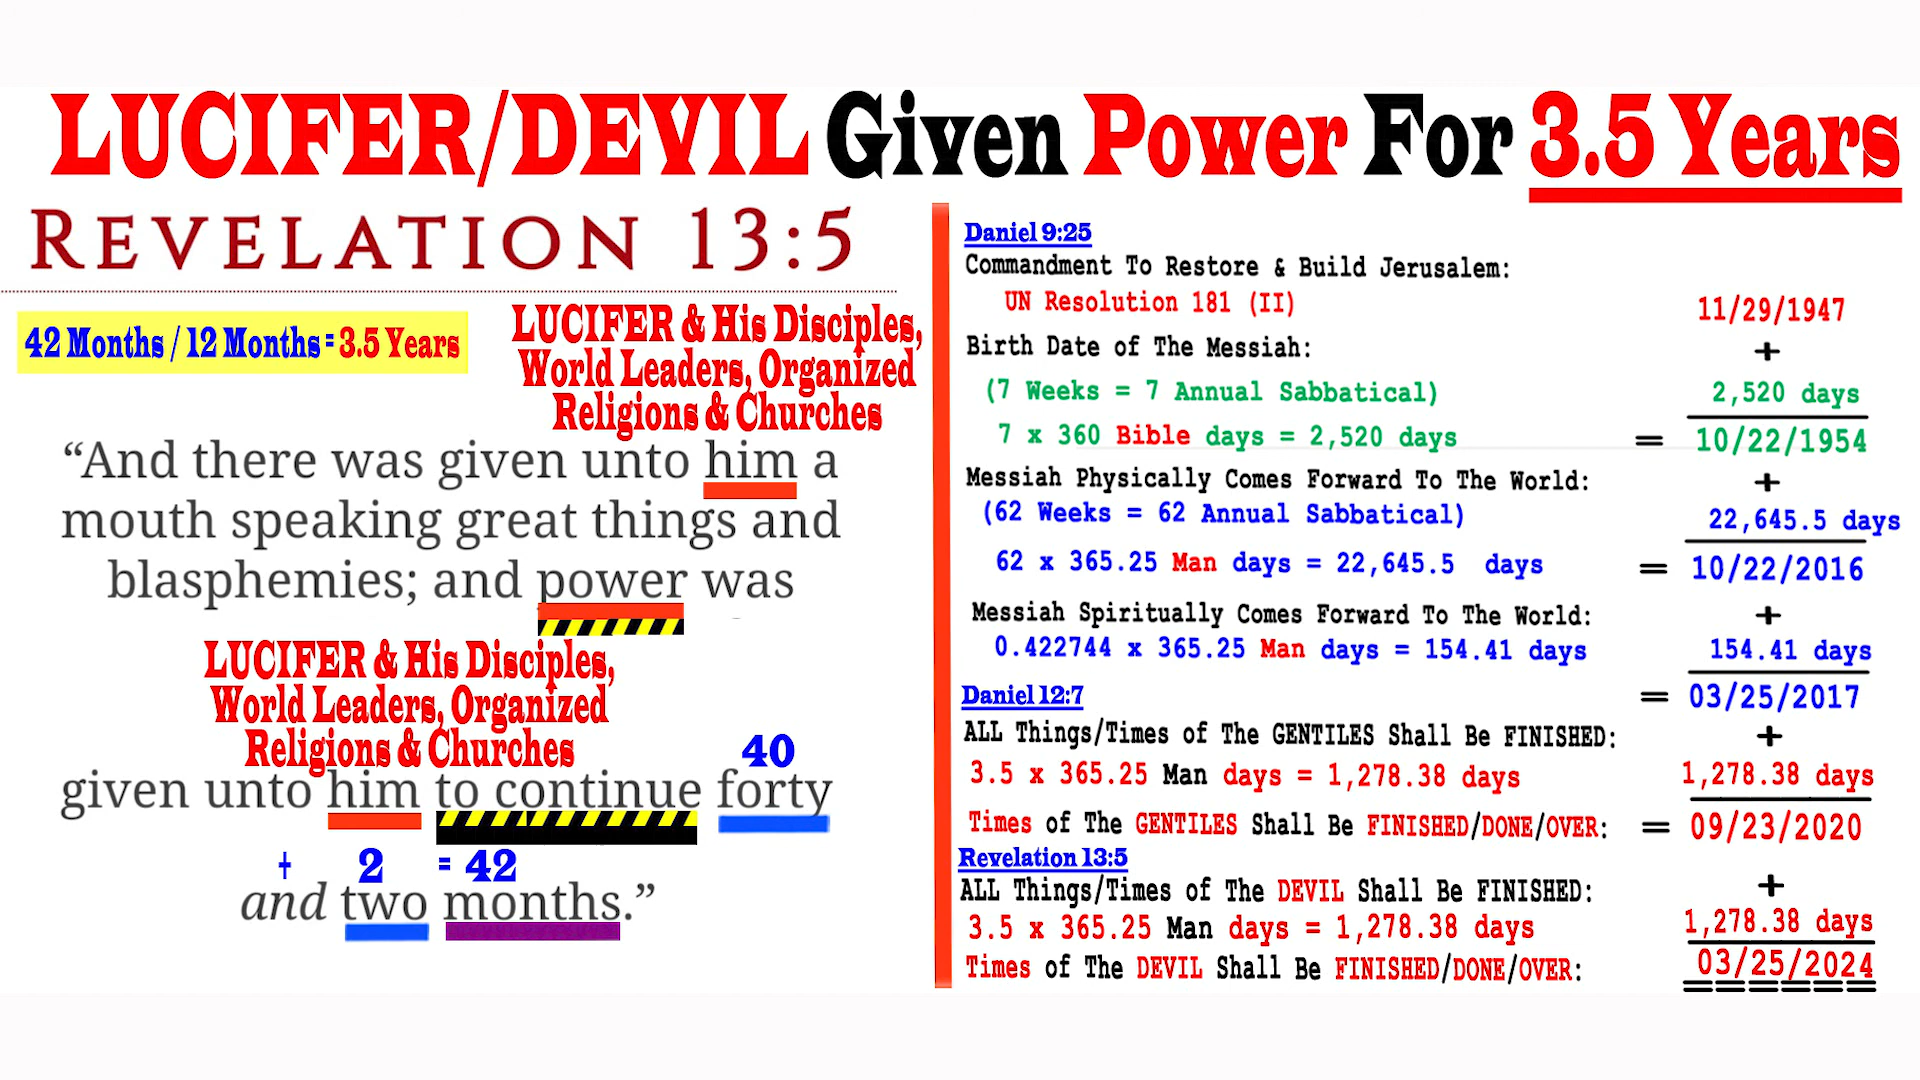 LUCIFER/DEVIL Given Power For 3.5 Years
REVELATION 13:5
42 Months / 12 Months = 3.5 Years
LUCIFER & His Disciples,
World Leaders, Organized
Religions & Churches
“And there was given unto him a
mouth speaking great things and
blasphemies; and power was
LUCIFER & His Disciples,
World Leaders, Organized
Religions & Churches
40
given unto him to continue forty
+ 2 = 42
and two months.”
Daniel 9:25
Commandment To Restore & Build Jerusalem:
UN Resolution 181 (II) 11/29/1947
Birth Date of The Messiah: +
(7 Weeks = 7 Annual Sabbatical) 2,520 days
7 x 360 Bible days = 2,520 days = 10/22/1954
Messiah Physically Comes Forward To The World: +
(62 Weeks = 62 Annual Sabbatical) 22,645.5 days
62 x 365.25 Man days = 22,645.5 days = 10/22/2016
Messiah Spiritually Comes Forward To The World: +
0.422744 x 365.25 Man days = 154.41 days 154.41 days
Daniel 12:7 = 03/25/2017
ALL Things/Times of The GENTILES Shall Be FINISHED: +
3.5 x 365.25 Man days = 1,278.38 days 1,278.38 days
Times of The GENTILES Shall Be FINISHED/DONE/OVER: = 09/23/2020
Revelation 13:5
ALL Things/Times of The DEVIL Shall Be FINISHED: +
3.5 x 365.25 Man days = 1,278.38 days 1,278.38 days
Times of The DEVIL Shall Be FINISHED/DONE/OVER: 03/25/2024